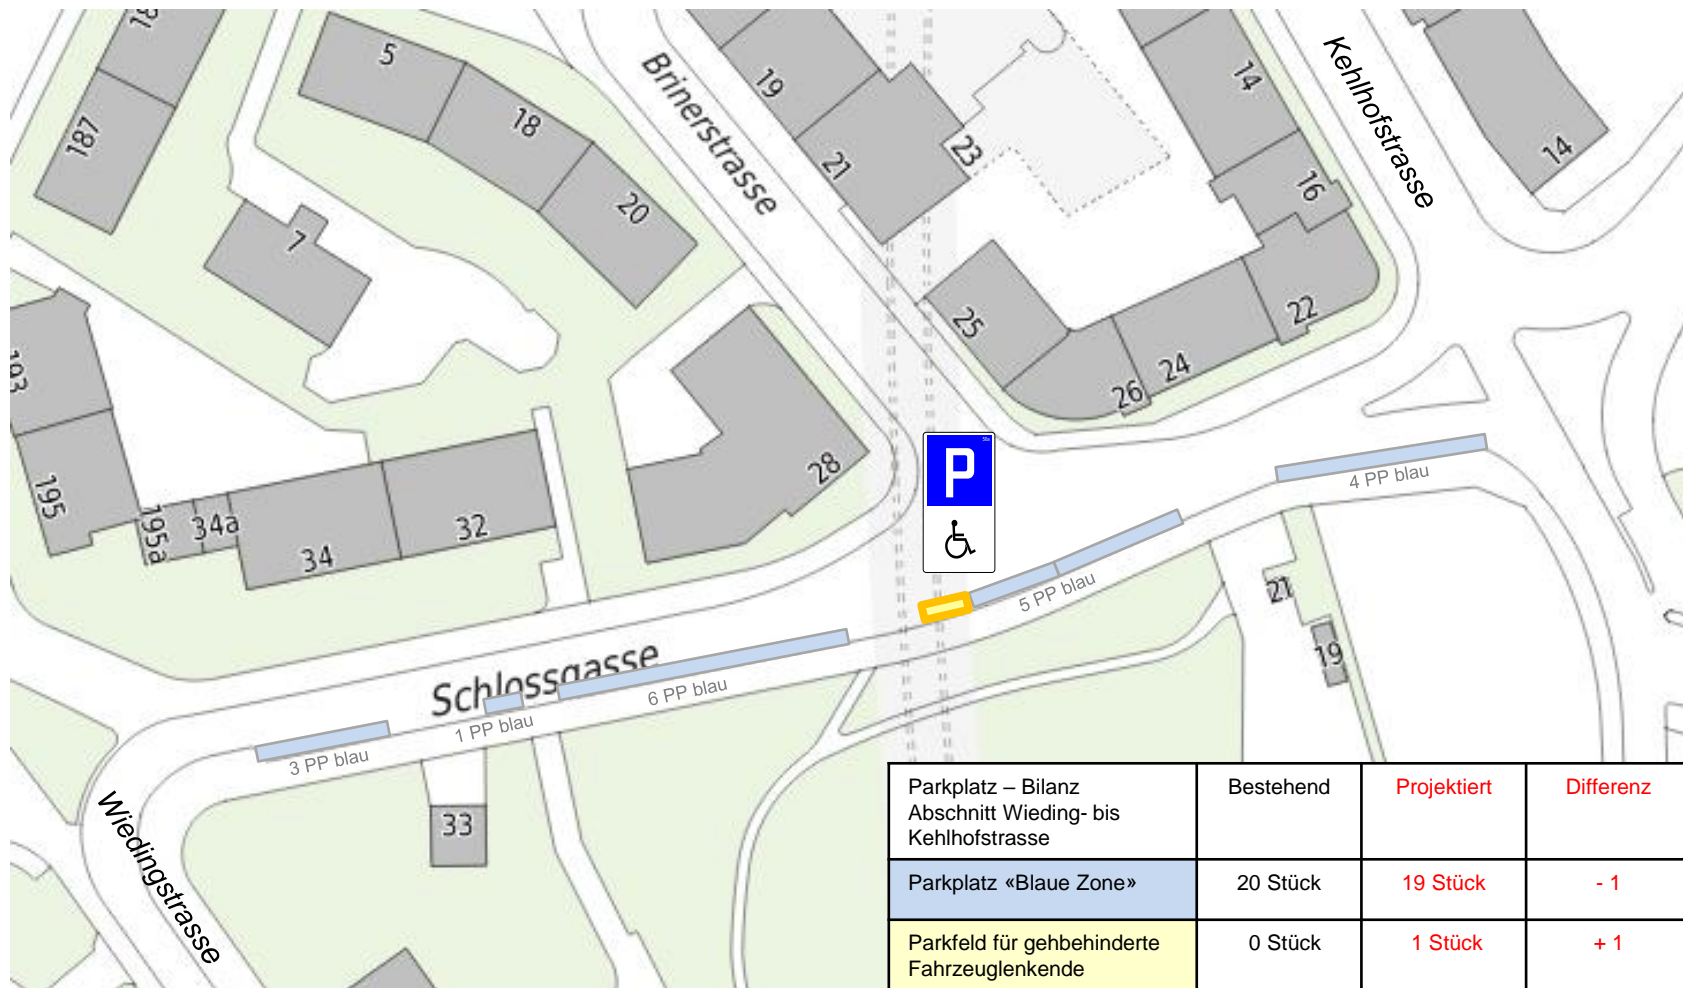 18
5
18
187
20
7
193
195
195a
34a
34
32
28
Brinerstrasse
19
21
23
25
26
24
22
16
14
Kehlhofstrasse
14
P
4 PP blau
5 PP blau
21
19
Schlossgasse
6 PP blau
1 PP blau
3 PP blau
33
Wiedingstrasse
Parkplatz – Bilanz Bestehend Projektiert Differenz
Abschnitt Wieding- bis
Kehlhofstrasse
Parkplatz «Blaue Zone» 20 Stück 19 Stück - 1
Parkfeld für gehbehinderte 0 Stück 1 Stück + 1
Fahrzeuglenkende